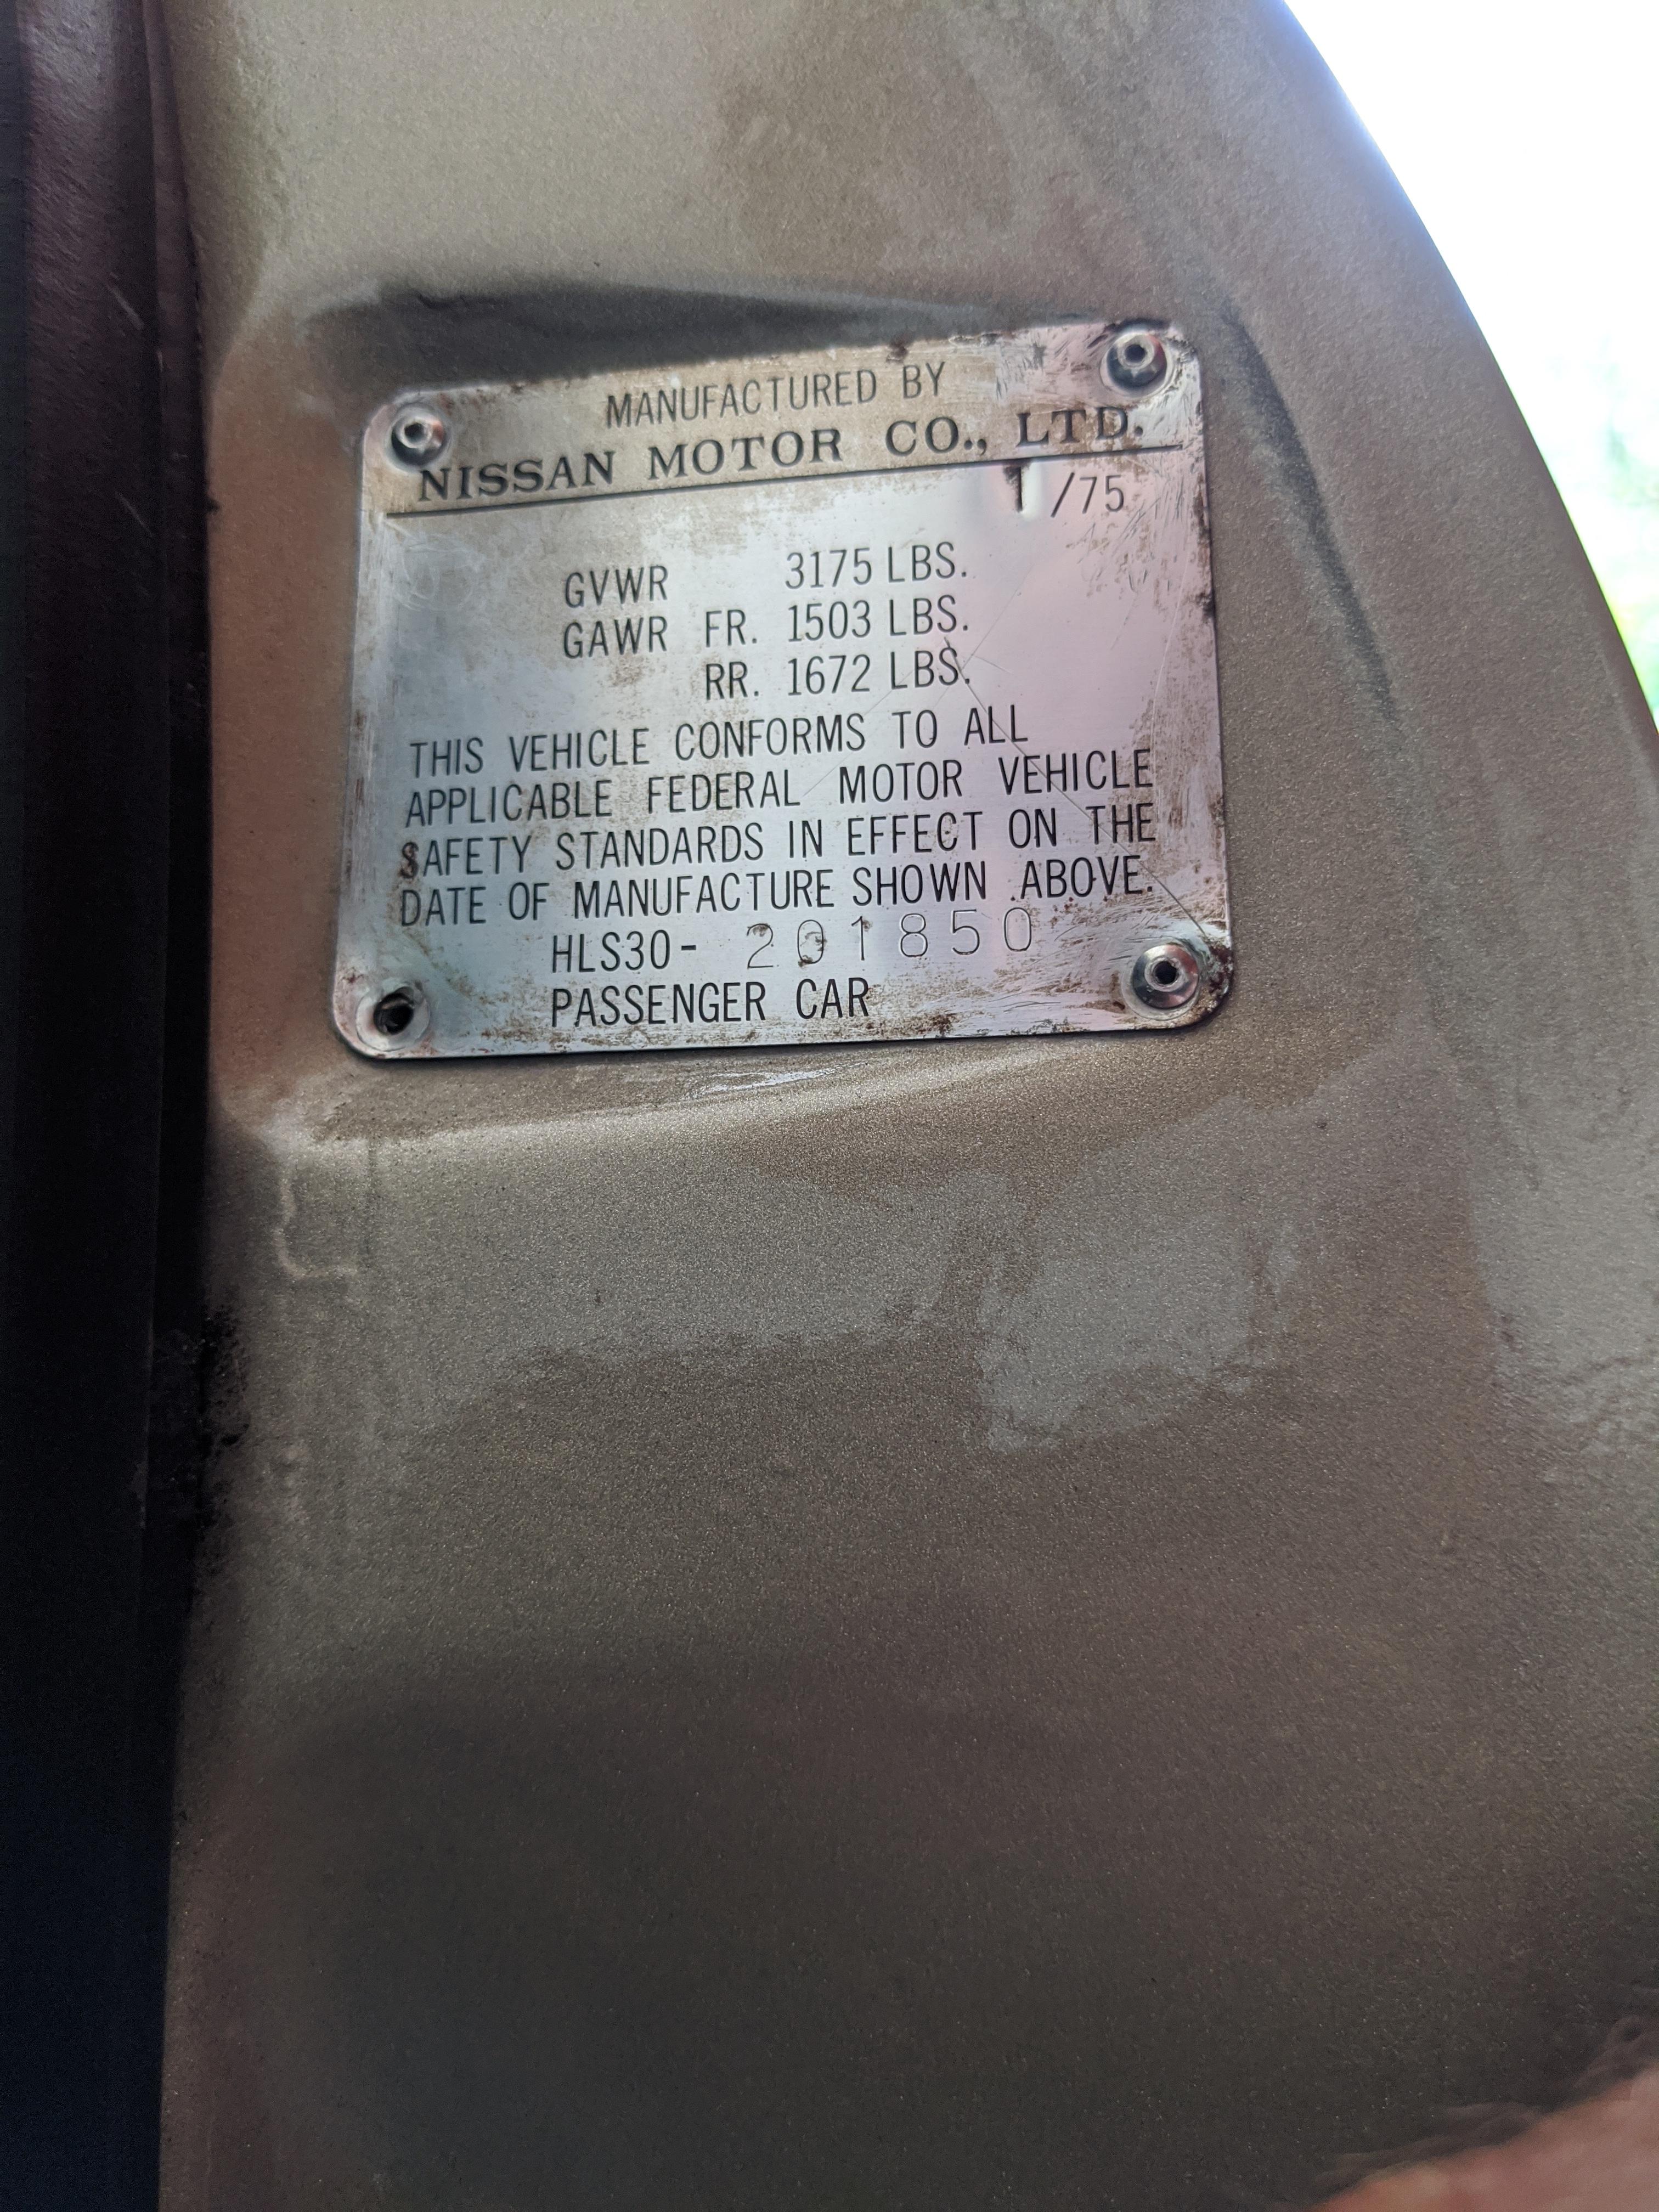 MANUFACTURED BY
NISSAN MOTOR CO., LTD.
1/75
GVWR 3175 LBS.
GAWR FR. 1503 LBS.
RR. 1672 LBS.
THIS VEHICLE CONFORMS TO ALL
APPLICABLE FEDERAL MOTOR VEHICLE
SAFETY STANDARDS IN EFFECT ON THE
DATE OF MANUFACTURE SHOWN ABOVE.
HLS30- 201850
PASSENGER CAR